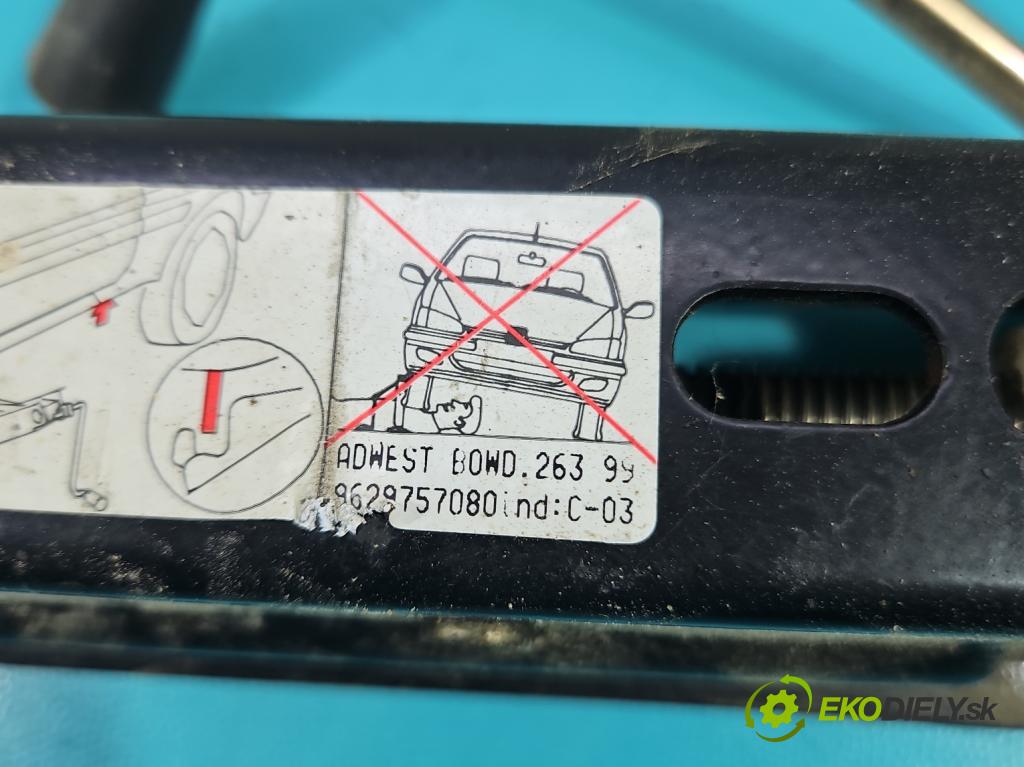 ADWEST BOWD.263 99
9629757080ind:C-03
EKODIELY.sk